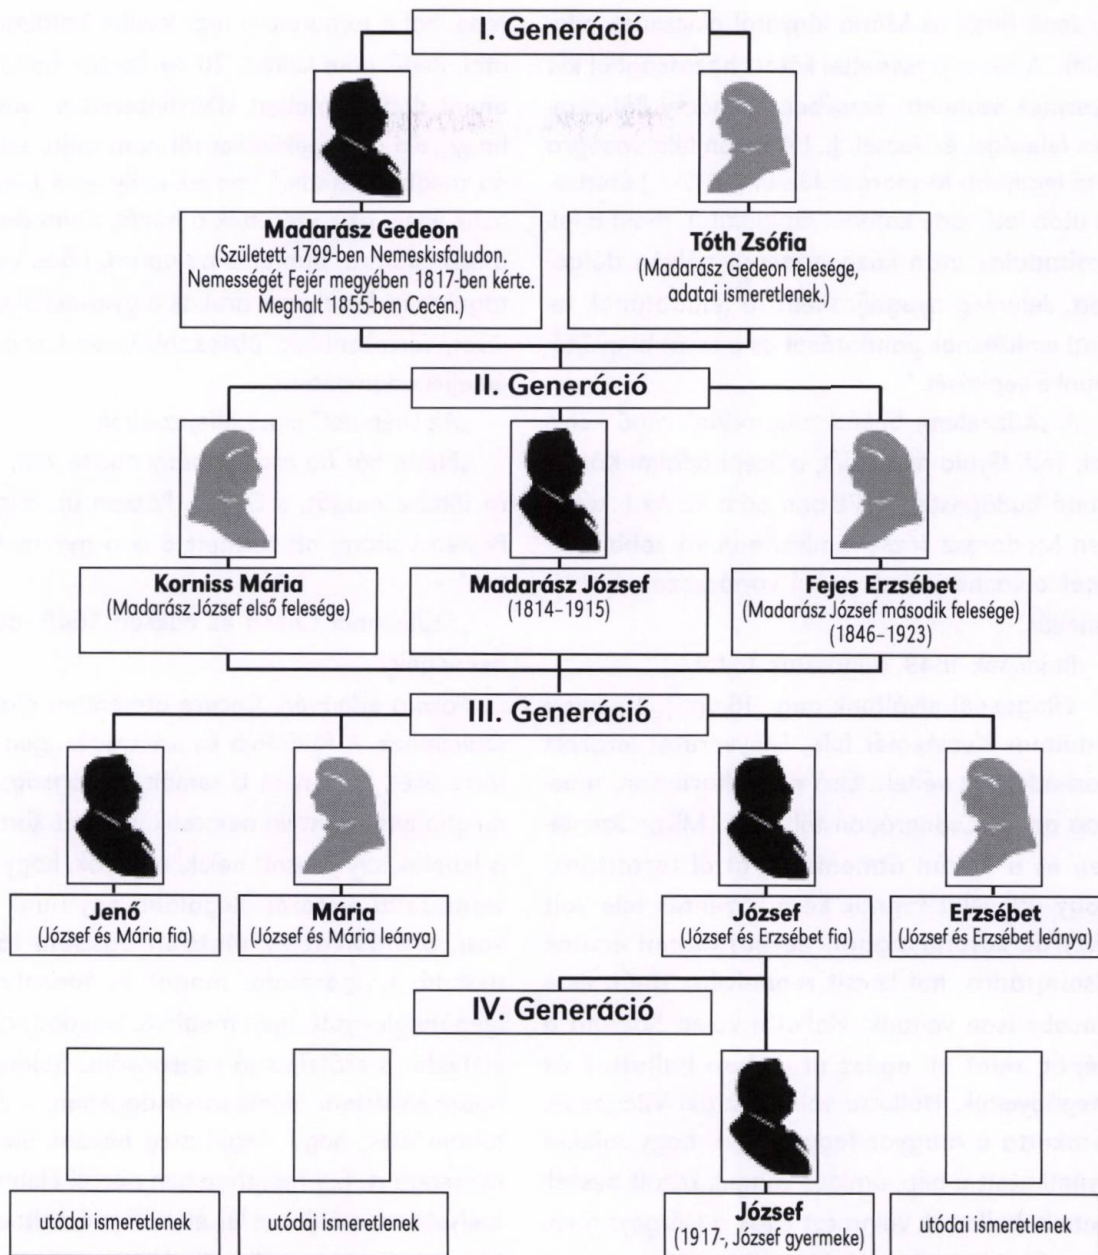 I. Generáció
Madarász Gedeon
(Született 1799-ben Nemeskisfaludon.
Nemességét Fejér megyében 1817-ben kérte.
Meghalt 1855-ben Cecén.)
Tóth Zsófia
(Madarász Gedeon felesége,
adatai ismeretlenek.)
II. Generáció
Korniss Mária
(Madarász József első felesége)
Madarász József
(1814–1915)
Fejes Erzsébet
(Madarász József második felesége)
(1846–1923)
III. Generáció
Jenő
(József és Mária fia)
Mária
(József és Mária leánya)
József
(József és Erzsébet fia)
Erzsébet
(József és Erzsébet leánya)
IV. Generáció
utódai ismeretlenek
utódai ismeretlenek
József
(1917-, József gyermeke)
utódai ismeretlenek